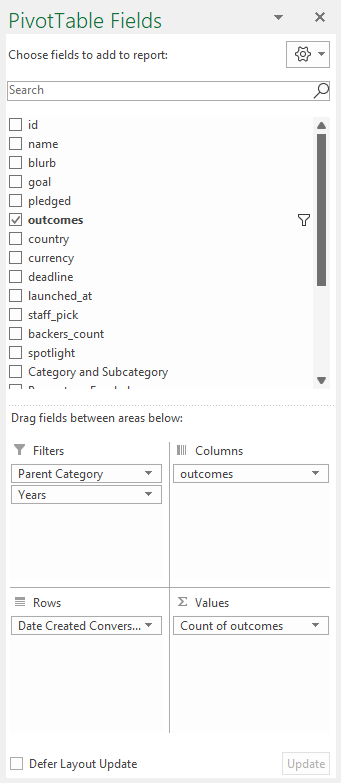 PivotTable Fields
Choose fields to add to report:
Search
id
name
blurb
goal
pledged
outcomes
country
currency
deadline
launched_at
staff_pick
backers_count
spotlight
Category and Subcategory
Drag fields between areas below:
Filters
Columns
Parent Category
outcomes
Years
Rows
Σ Values
Date Created Convers...
Count of outcomes
Defer Layout Update
Update